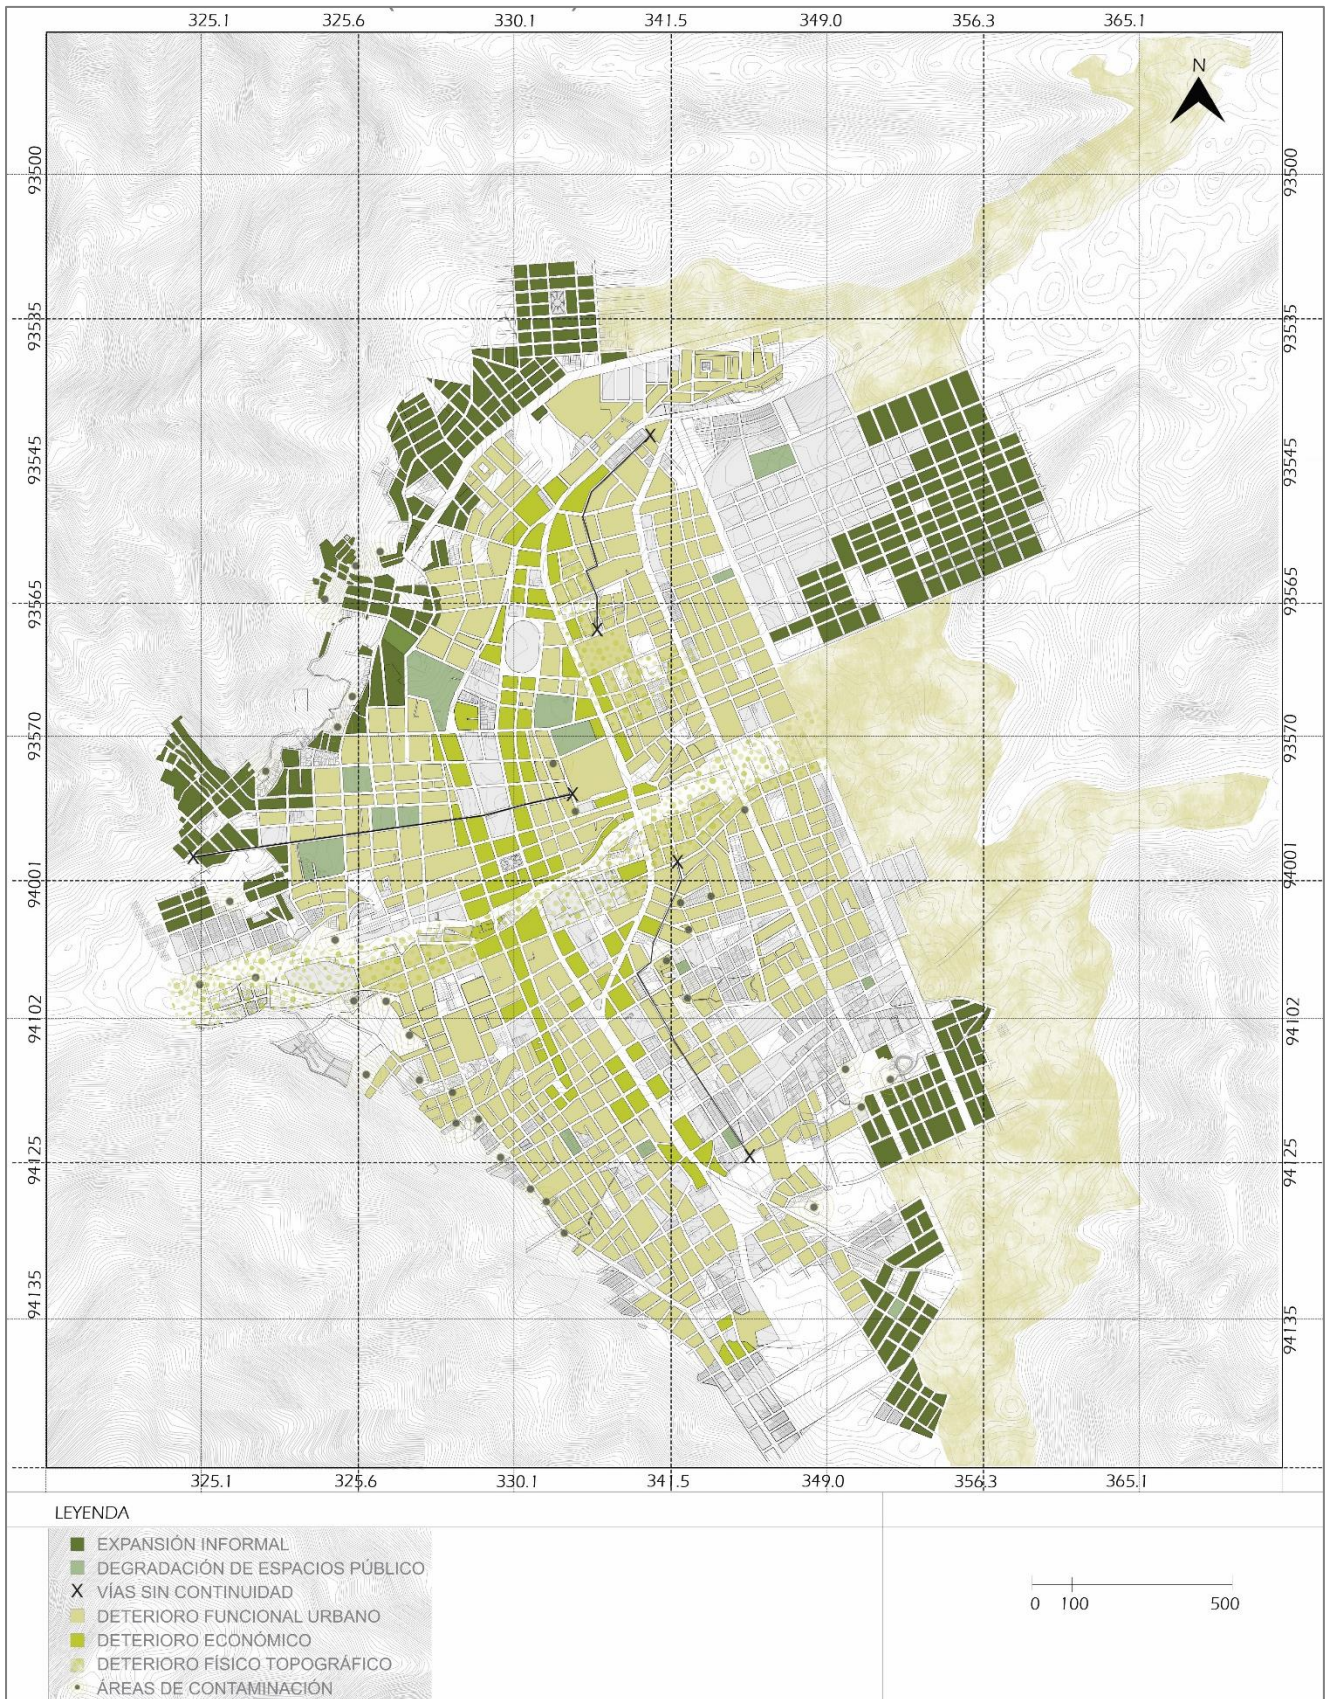 325.1 325.6 330.1 341.5 349.0 356.3 365.1
N
93500 93500
93535 93535
93545 93545
93565 93565
93570 93570
94001 94001
94102 94102
94125 94125
94135 94135
325.1 325.6 330.1 341.5 349.0 356.3 365.1
LEYENDA
EXPANSIÓN INFORMAL
DEGRADACIÓN DE ESPACIOS PÚBLICO
X VÍAS SIN CONTINUIDAD
DETERIORO FUNCIONAL URBANO
DETERIORO ECONÓMICO
DETERIORO FÍSICO TOPOGRÁFICO
ÁREAS DE CONTAMINACIÓN
0 100 500